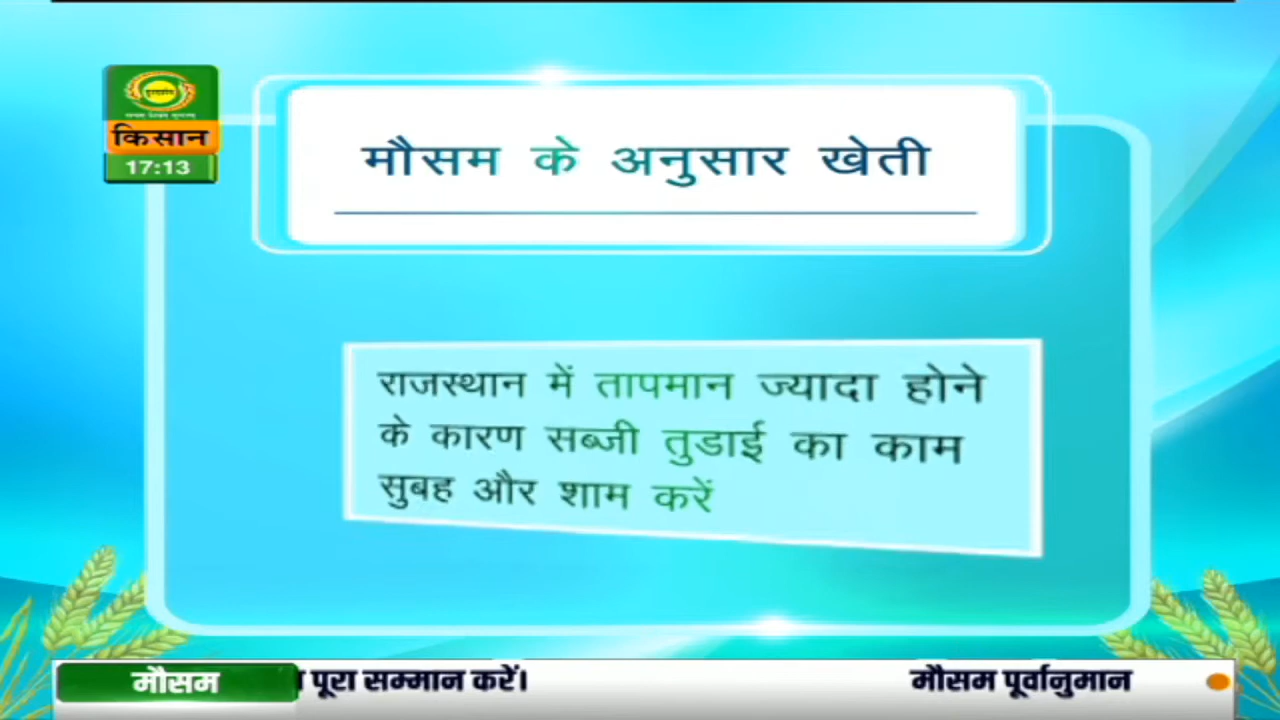 किसान
17:13
मौसम के अनुसार खेती
राजस्थान में तापमान ज्यादा होने
के कारण सब्जी तुडाई का काम
सुबह और शाम करें
मौसम
पूरा सम्मान करें।
मौसम पूर्वानुमान